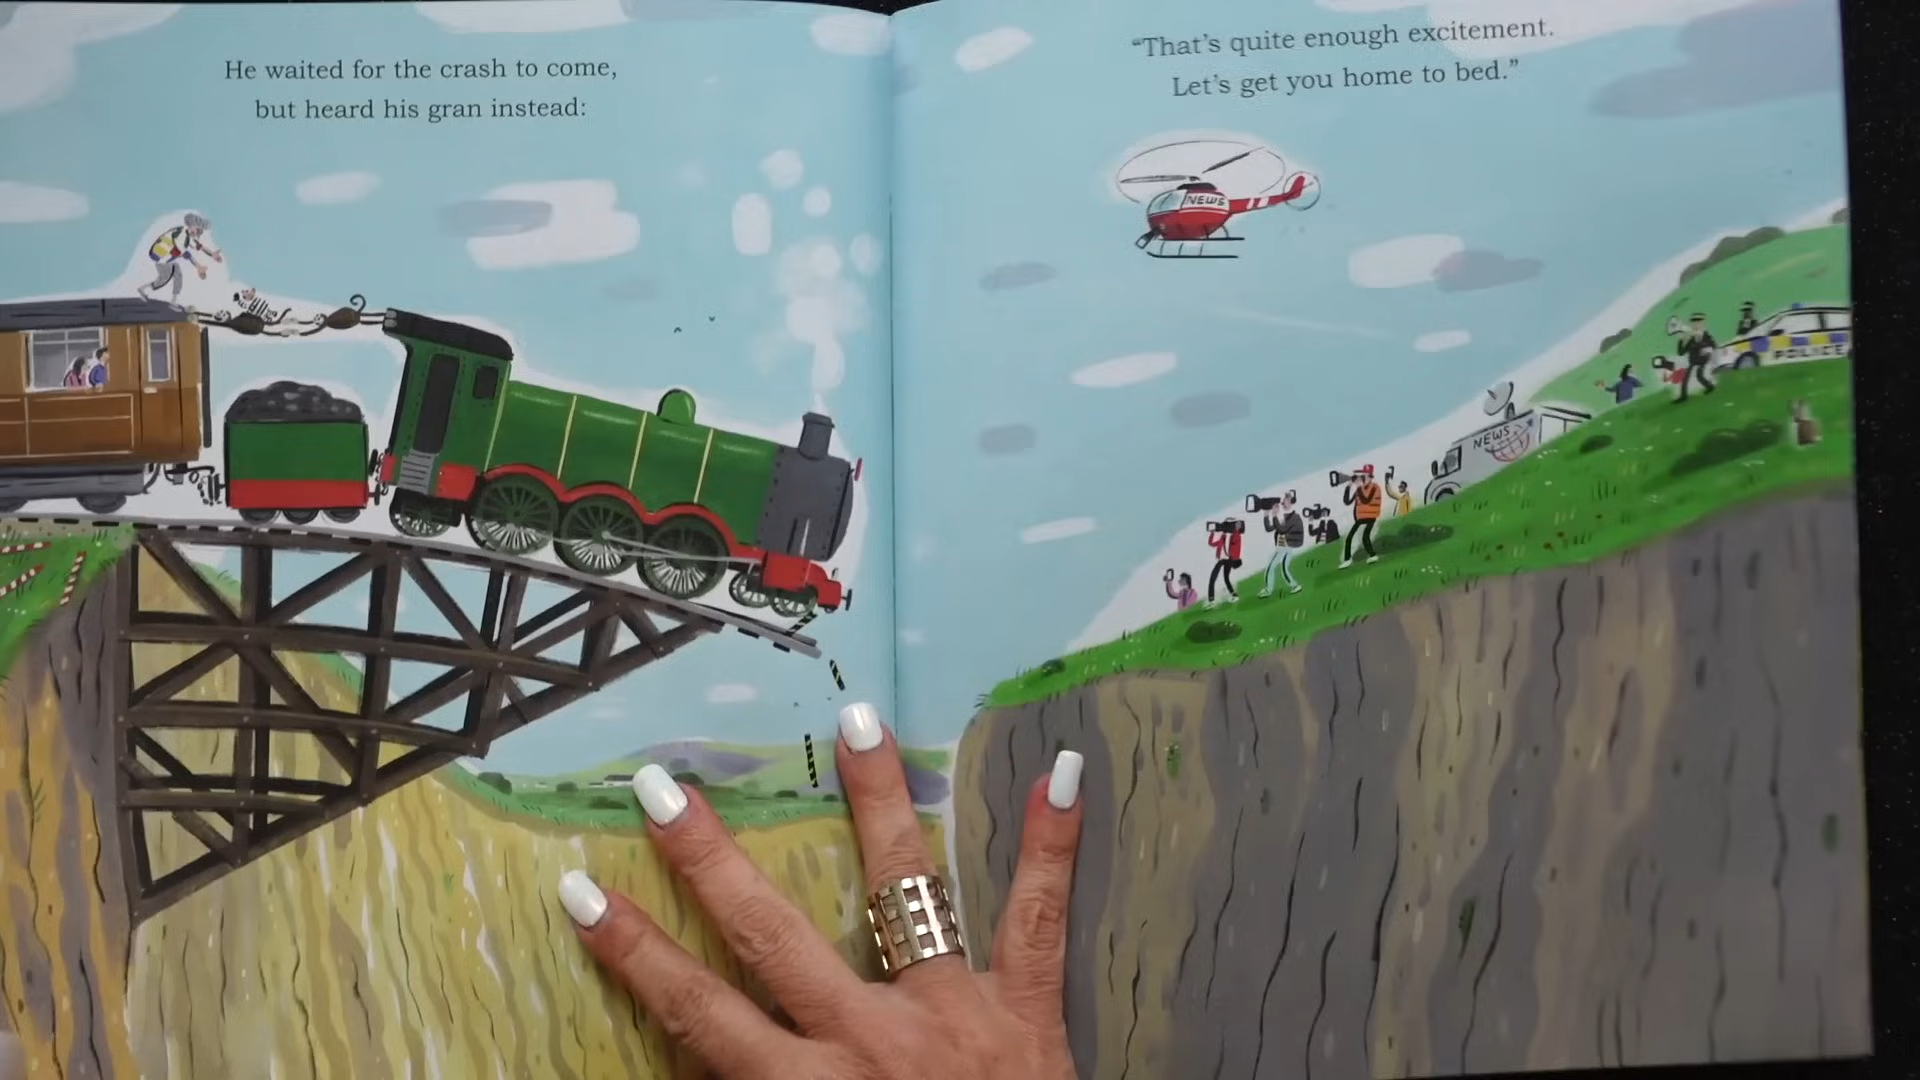 He waited for the crash to come,
but heard his gran instead:
“That’s quite enough excitement.
Let’s get you home to bed.”
NEWS
NEWS
POLICE